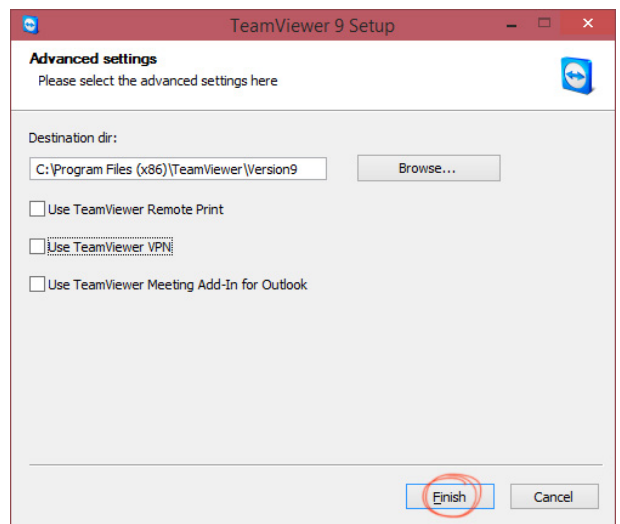 TeamViewer 9 Setup
Advanced settings
Please select the advanced settings here
Destination dir:
C:\Program Files (x86)\TeamViewer\Version9
Browse...
Use TeamViewer Remote Print
Use TeamViewer VPN
Use TeamViewer Meeting Add-In for Outlook
Finish
Cancel